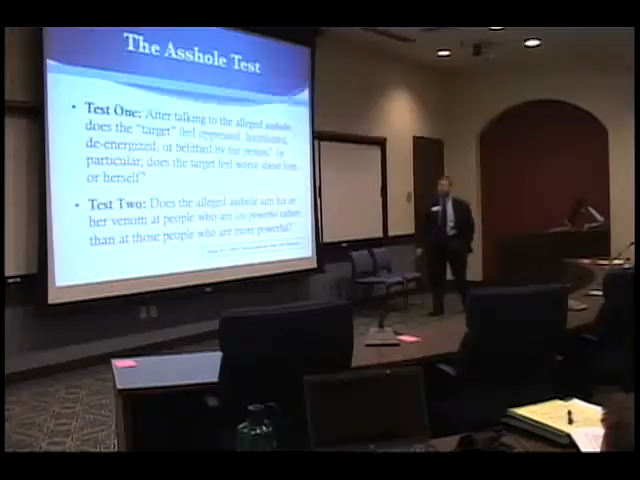 The Asshole Test
• Test One: After talking to the alleged asshole
does the "target" feel oppressed, humiliated,
de-energized, or belittled by the person? In
particular, does the target feel worse about him
or herself?
• Test Two: Does the alleged asshole aim his or
her venom at people who are less powerful rather
than at those people who are more powerful?